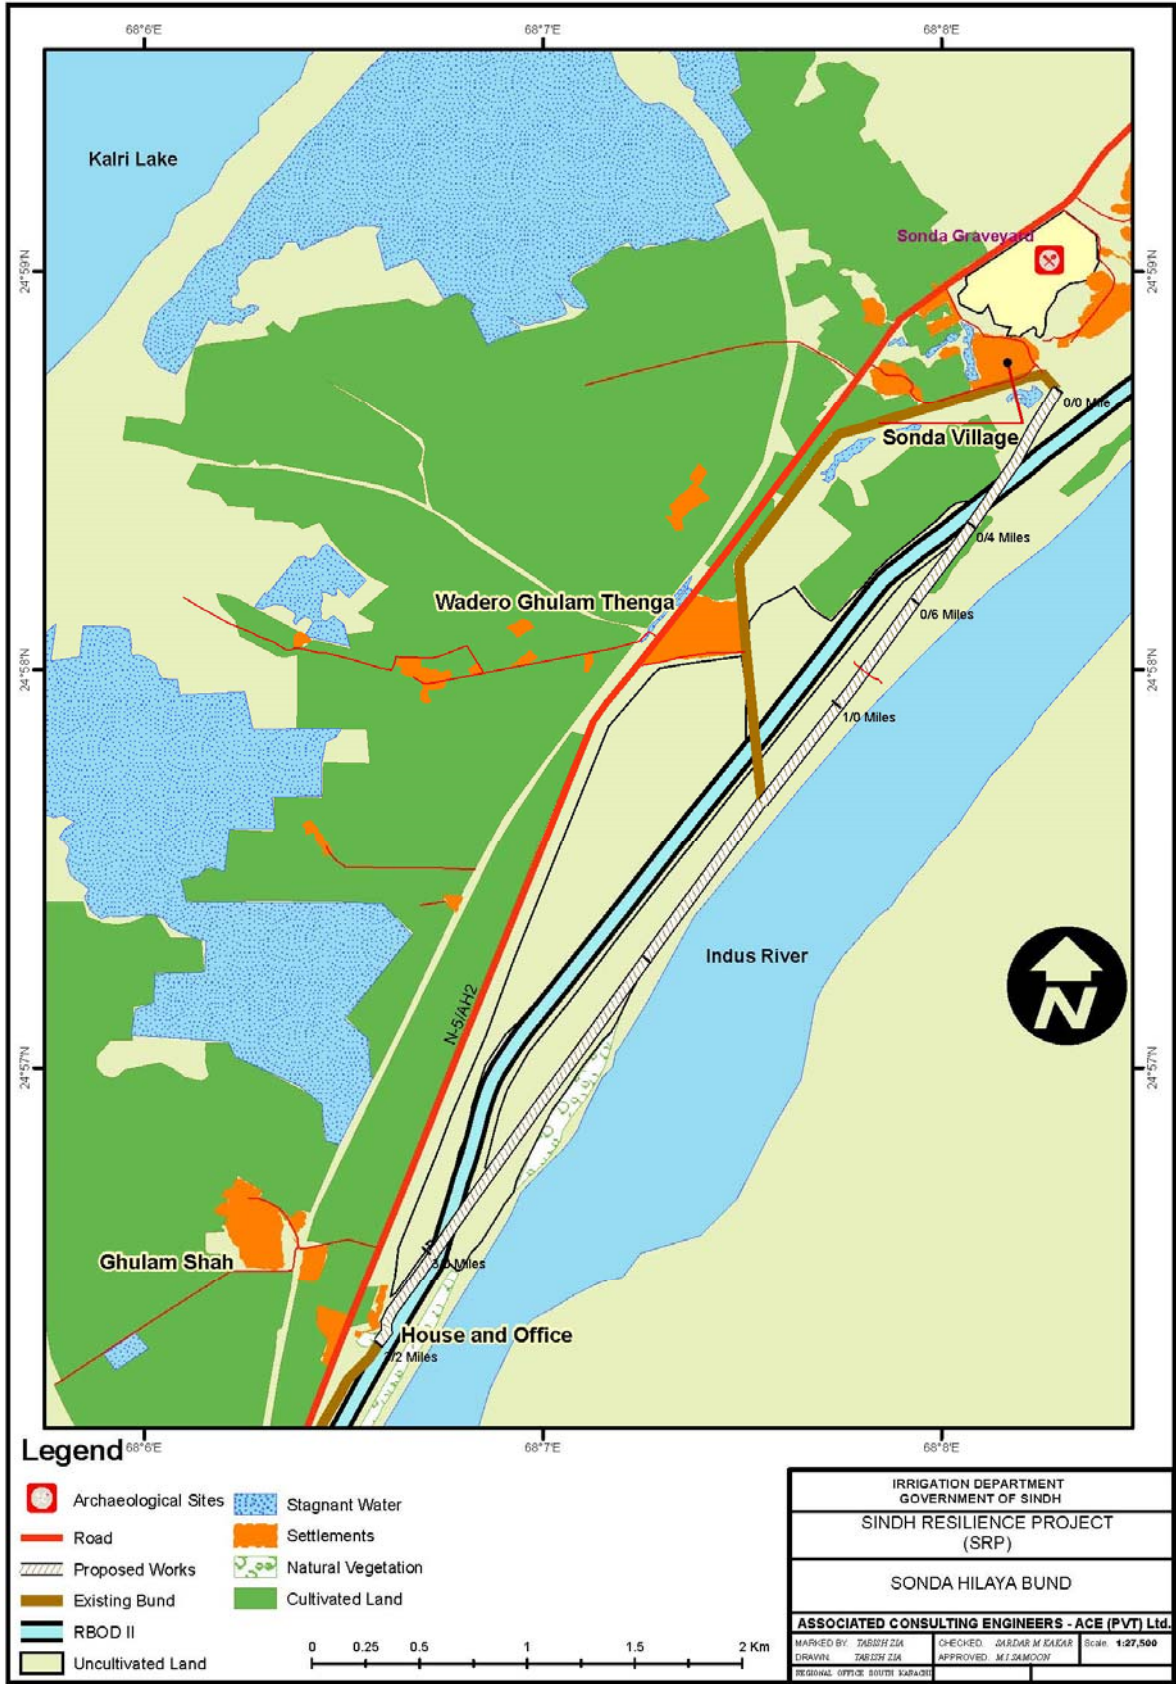 68°6'E
68°7'E
68°8'E
Kalri Lake
Sonda Graveyard
24°59'N
24°59'N
0/0 Mile
Sonda Village
0/4 Miles
Wadero Ghulam Thenga
0/6 Miles
24°58'N
24°58'N
1/0 Miles
Indus River
N
N-5/AH2
24°57'N
24°57'N
Ghulam Shah
Miles
House and Office
/2 Miles
68°6'E
68°7'E
68°8'E
Legend
Archaeological Sites
Road
Proposed Works
Existing Bund
RBOD II
Uncultivated Land
Stagnant Water
Settlements
Natural Vegetation
Cultivated Land
0 0.25 0.5 1 1.5 2 Km
IRRIGATION DEPARTMENT
GOVERNMENT OF SINDH
SINDH RESILIENCE PROJECT
(SRP)
SONDA HILAYA BUND
ASSOCIATED CONSULTING ENGINEERS - ACE (PVT) Ltd.
MARKED BY. TABISH ZIA CHECKED. SARDAR M KAKAR Scale. 1:27,500
DRAWN. TABISH ZIA APPROVED. M I SAMOON
REGIONAL OFFICE SOUTH KARACHI